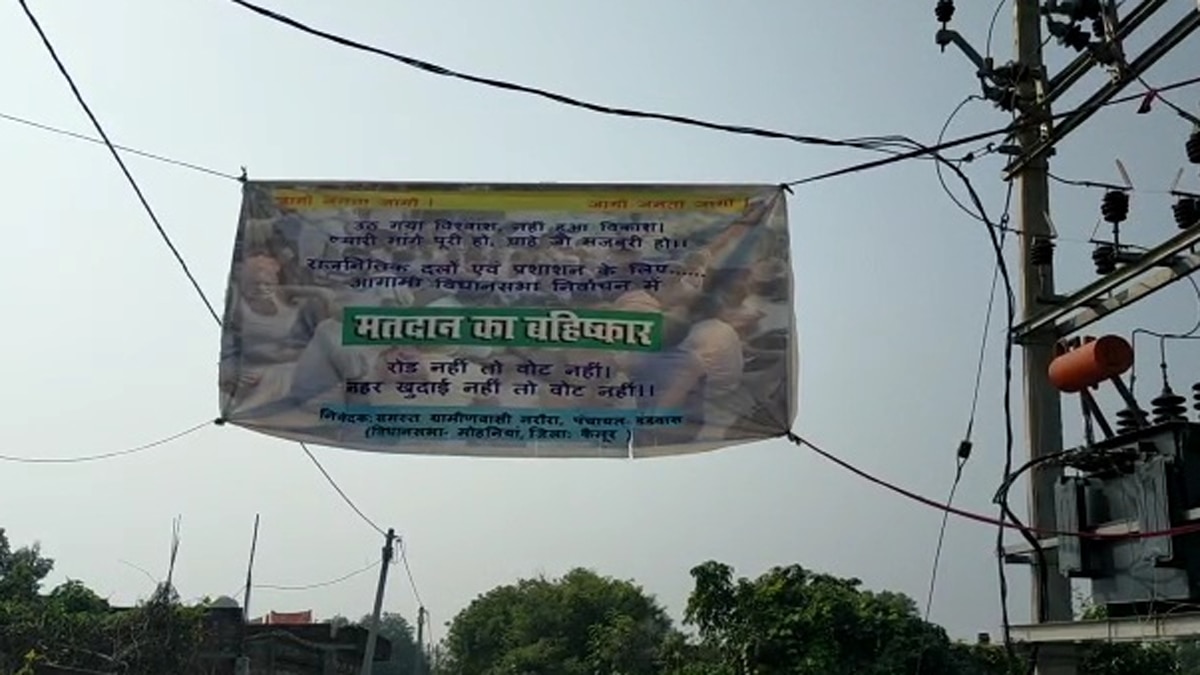 जागो जनता जागो ! जागो जनता जागो !
उठ गया विश्वास, नहीं हुआ विकास।
हमारी मांगे पूरी हो, चाहे जो मजबुरी हो।।
राजनितिक दलों एवं प्रशाशन के लिए......
आगामी विधानसभा निर्वाचन में
मतदान का बहिष्कार
रोड नहीं तो वोट नहीं।
नहर खुदाई नहीं तो वोट नहीं।।
निवेदक: समस्त ग्रामीणवासी पंचायत-
(विधानसभा- मोहनियां, जिला: कैमूर )